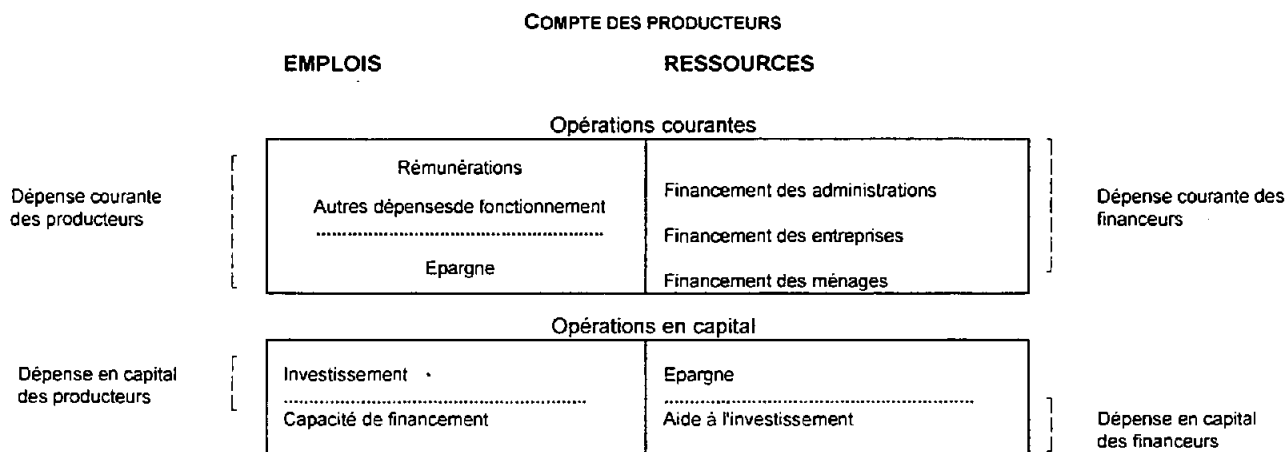 COMPTE DES PRODUCTEURS
EMPLOIS RESSOURCES
Opérations courantes
Dépense courante
des producteurs
Rémunérations
Autres dépensesde fonctionnement
Epargne
Financement des administrations
Financement des entreprises
Financement des ménages
Dépense courante des
financeurs
Opérations en capital
Dépense en capital
des producteurs
Investissement
Capacité de financement
Epargne
Aide à l'investissement
Dépense en capital
des financeurs